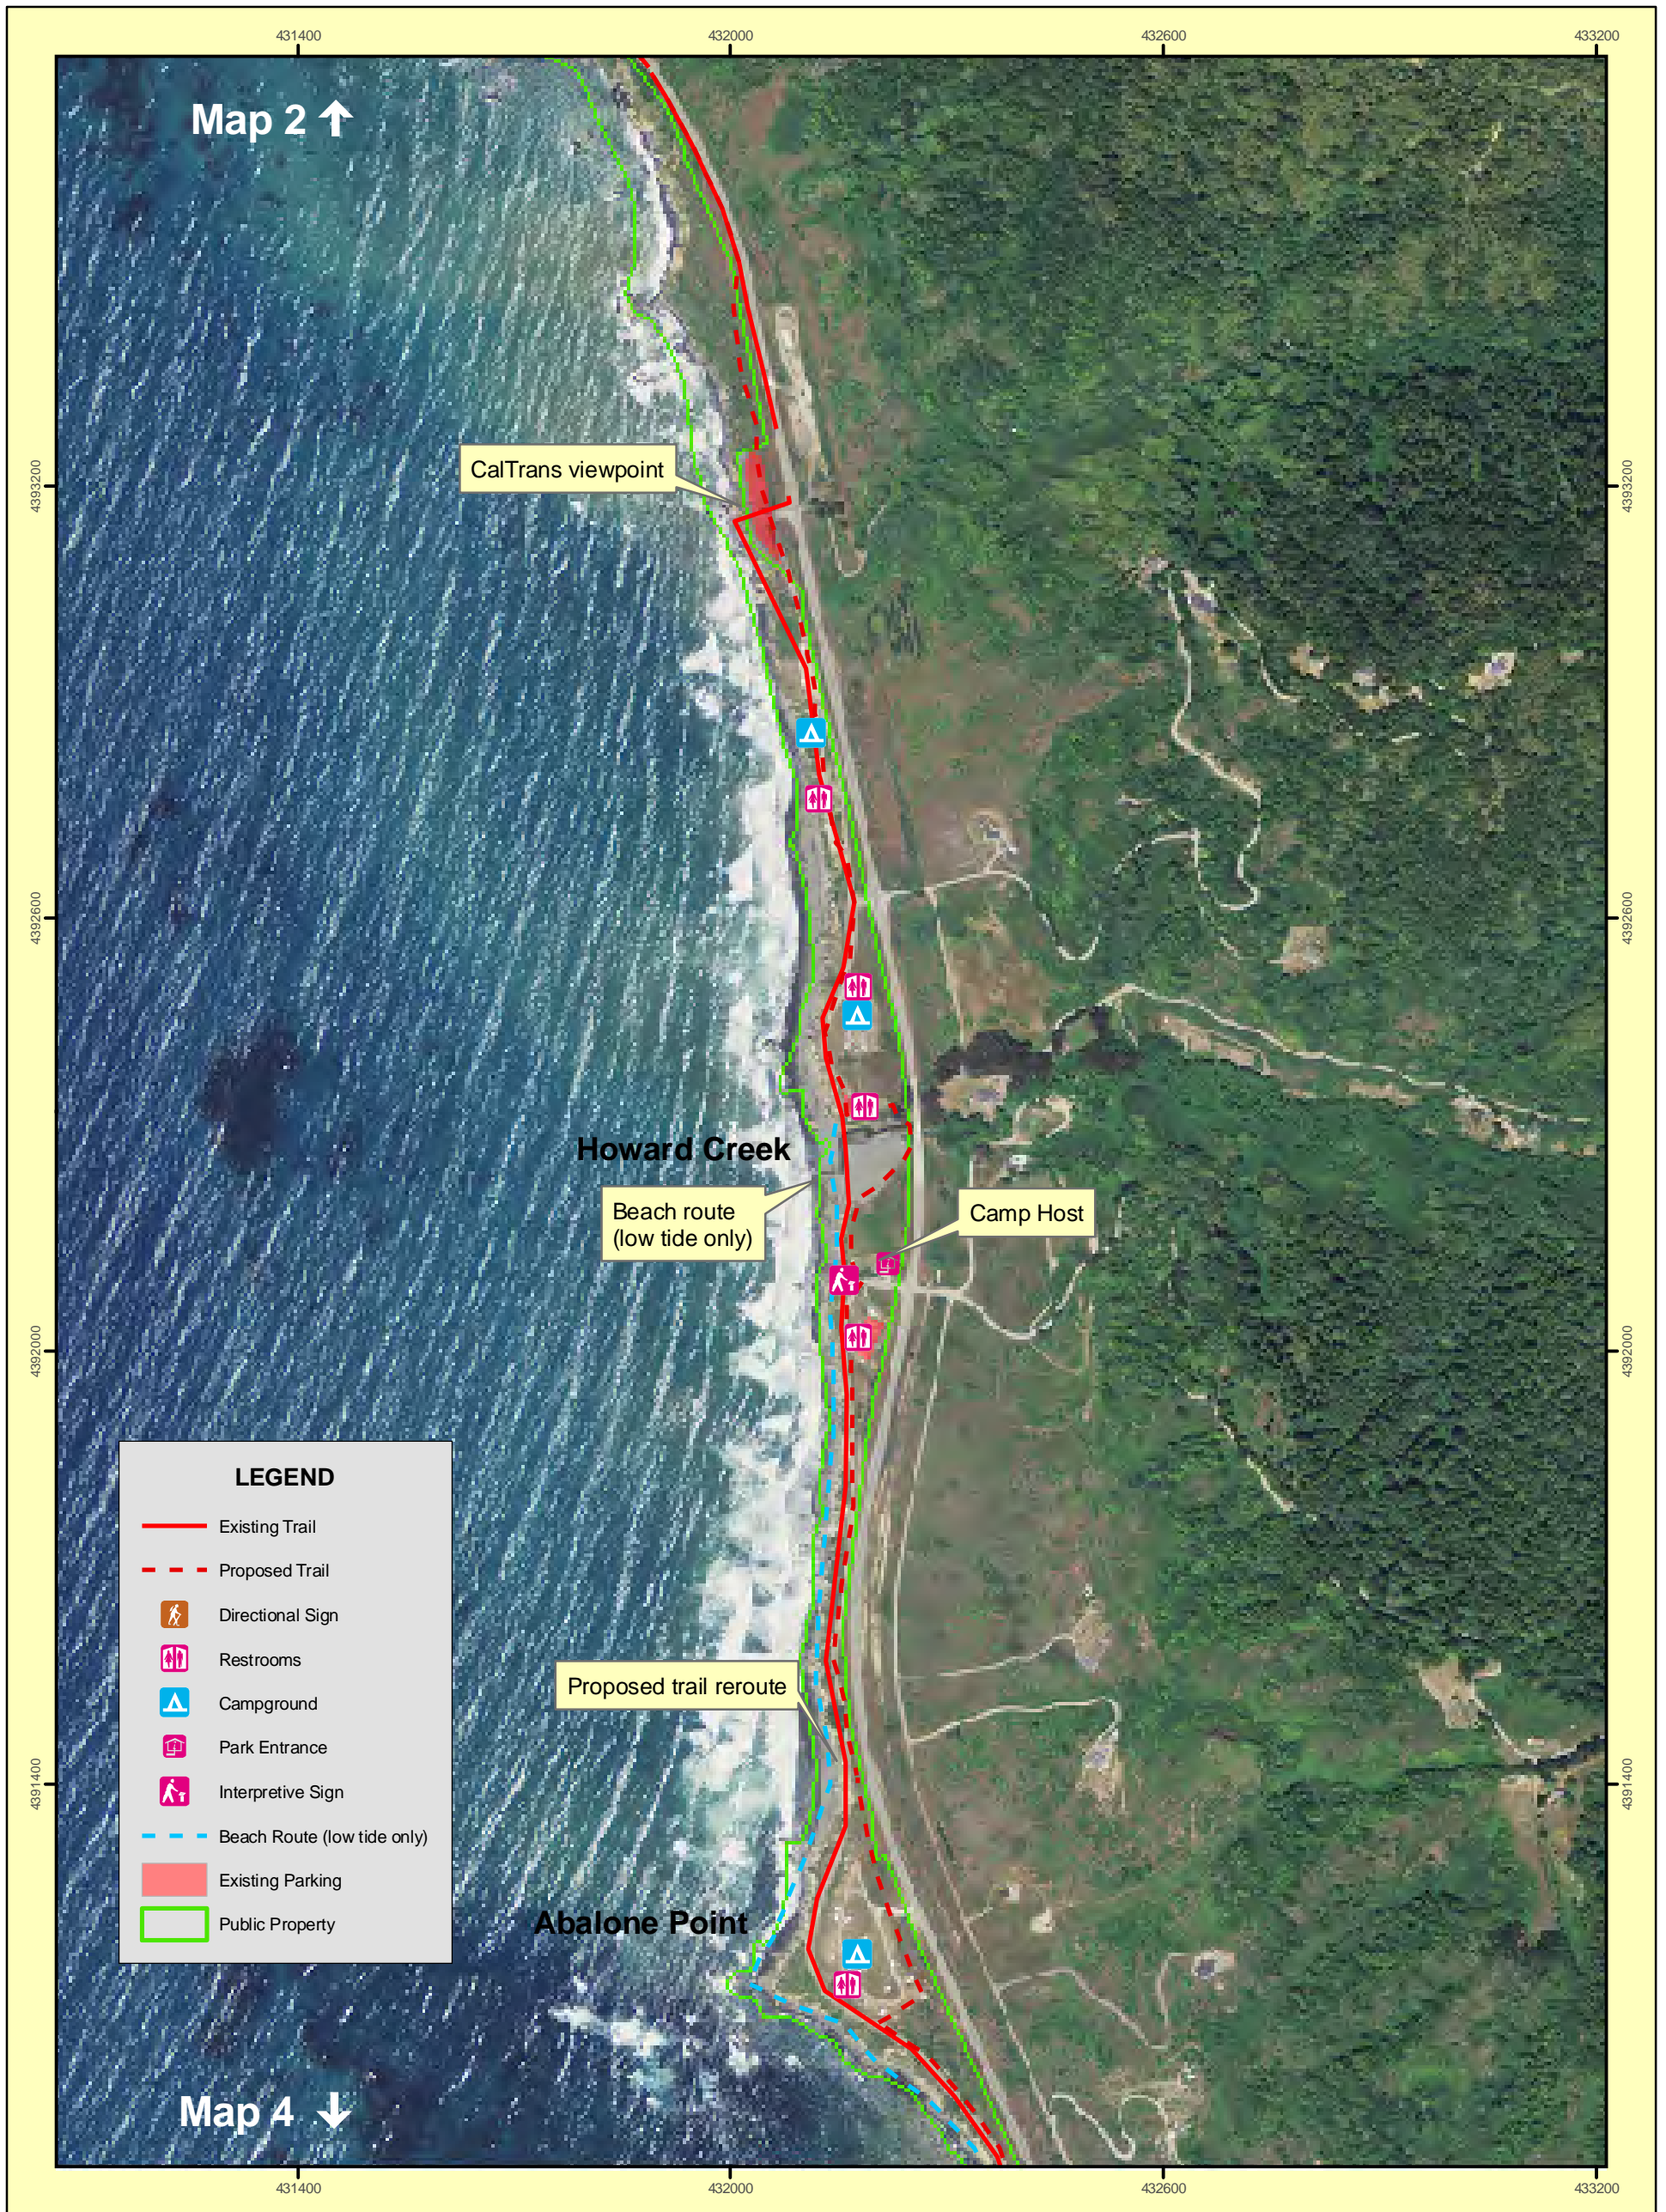 431400
432000
432600
433200
Map 2
CalTrans viewpoint
4393200
4393200
4392600
4392600
Howard Creek
Beach route
(low tide only)
Camp Host
4392000
4392000
LEGEND
Existing Trail
Proposed Trail
Directional Sign
Restrooms
Campground
Park Entrance
Interpretive Sign
Beach Route (low tide only)
Existing Parking
Public Property
Proposed trail reroute
4391400
4391400
Abalone Point
Map 4
431400
432000
432600
433200